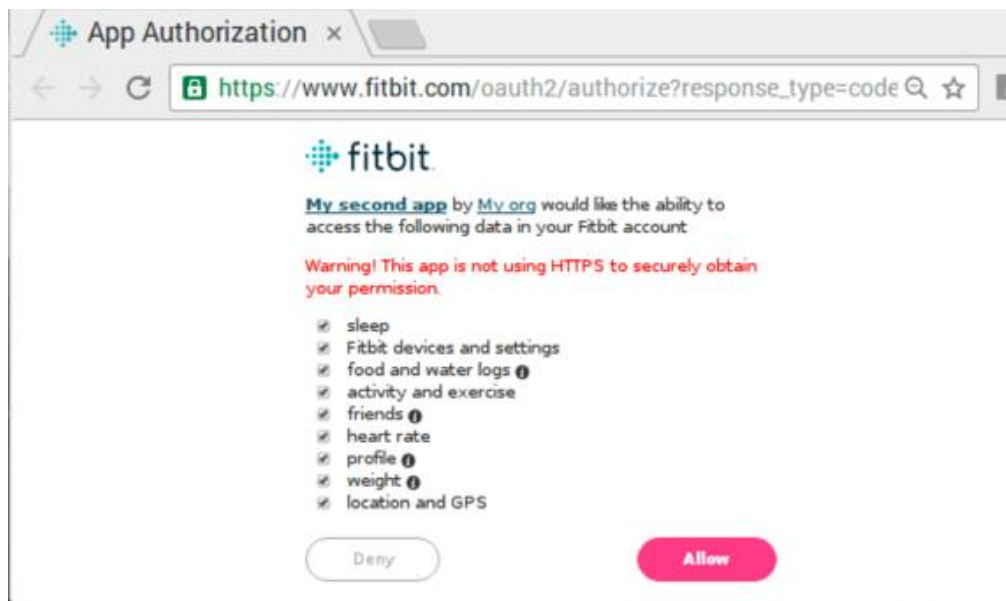 App Authorization ×
https://www.fitbit.com/oauth2/authorize?response_type=code
fitbit
My second app by My org would like the ability to
access the following data in your Fitbit account
Warning! This app is not using HTTPS to securely obtain
your permission.
sleep
Fitbit devices and settings
food and water logs i
activity and exercise
friends i
heart rate
profile i
weight i
location and GPS
Deny
Allow